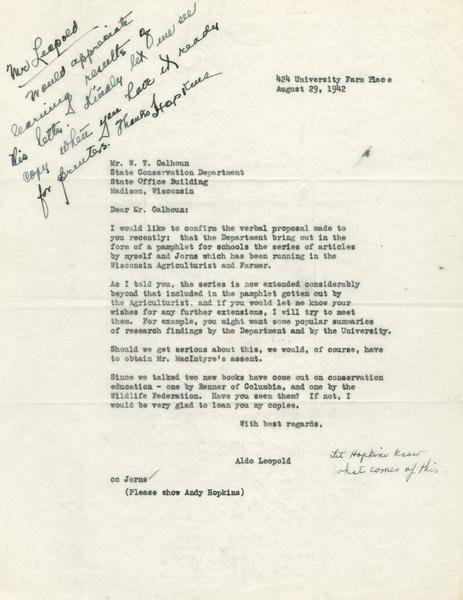 Mr. Leopold
Would appreciate
learning results of
this letter. & kindly let me see
copy when you have it ready
for printer. Thanks Hopkins
424 University Farm Place
August 29, 1942
Mr. W. T. Calhoun
State Conservation Department
State Office Building
Madison, Wisconsin
Dear Mr. Calhoun:
I would like to confirm the verbal proposal made to
you recently: that the Department bring out in the
form of a pamphlet for schools the series of articles
by myself and Jorns which has been running in the
Wisconsin Agriculturist and Farmer.
As I told you, the series is now extended considerably
beyond that included in the pamphlet gotten out by
the Agriculturist, and if you would let me know your
wishes for any further extensions, I will try to meet
them. For example, you might want some popular summaries
of research findings by the Department and by the University.
Should we get serious about this, we would, of course, have
to obtain Mr. MacIntyre's assent.
Since we talked two new books have come out on conservation
education - one by Renner of Columbia, and one by the
Wildlife Federation. Have you seen them? If not, I
would be very glad to loan you my copies.
With best regards,
Aldo Leopold
Let Hopkins know
what comes of this.
cc Jorns ✓
(Please show Andy Hopkins)